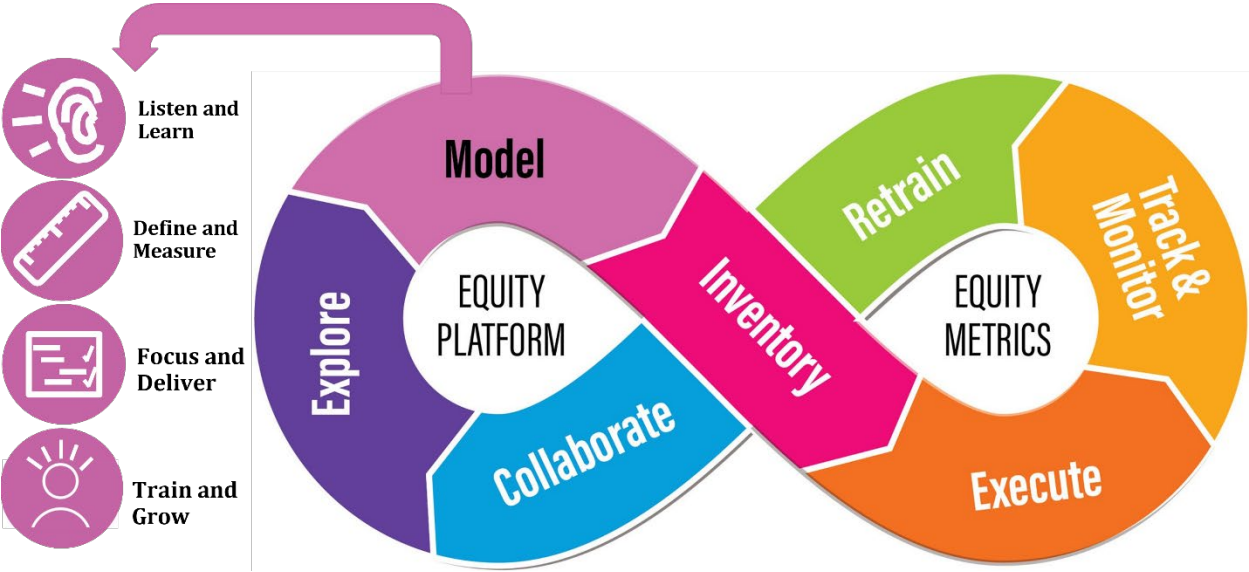 Listen and
Learn
Define and
Measure
Focus and
Deliver
Train and
Grow
Model
Explore
EQUITY
PLATFORM
Collaborate
Inventory
Retrain
Track &
Monitor
EQUITY
METRICS
Execute